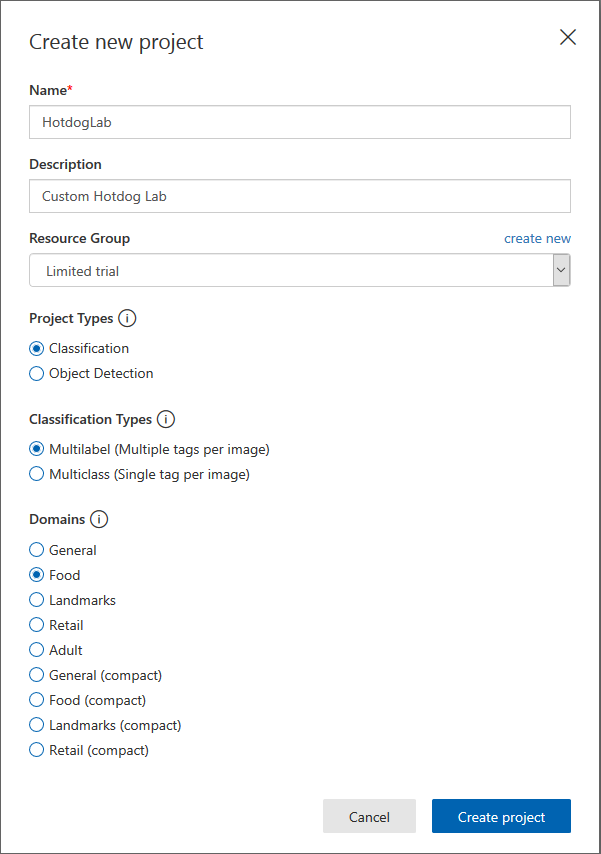 Create new project
Name*
HotdogLab
Description
Custom Hotdog Lab
Resource Group create new
Limited trial
Project Types i
Classification
Object Detection
Classification Types i
Multilabel (Multiple tags per image)
Multiclass (Single tag per image)
Domains i
General
Food
Landmarks
Retail
Adult
General (compact)
Food (compact)
Landmarks (compact)
Retail (compact)
Cancel Create project